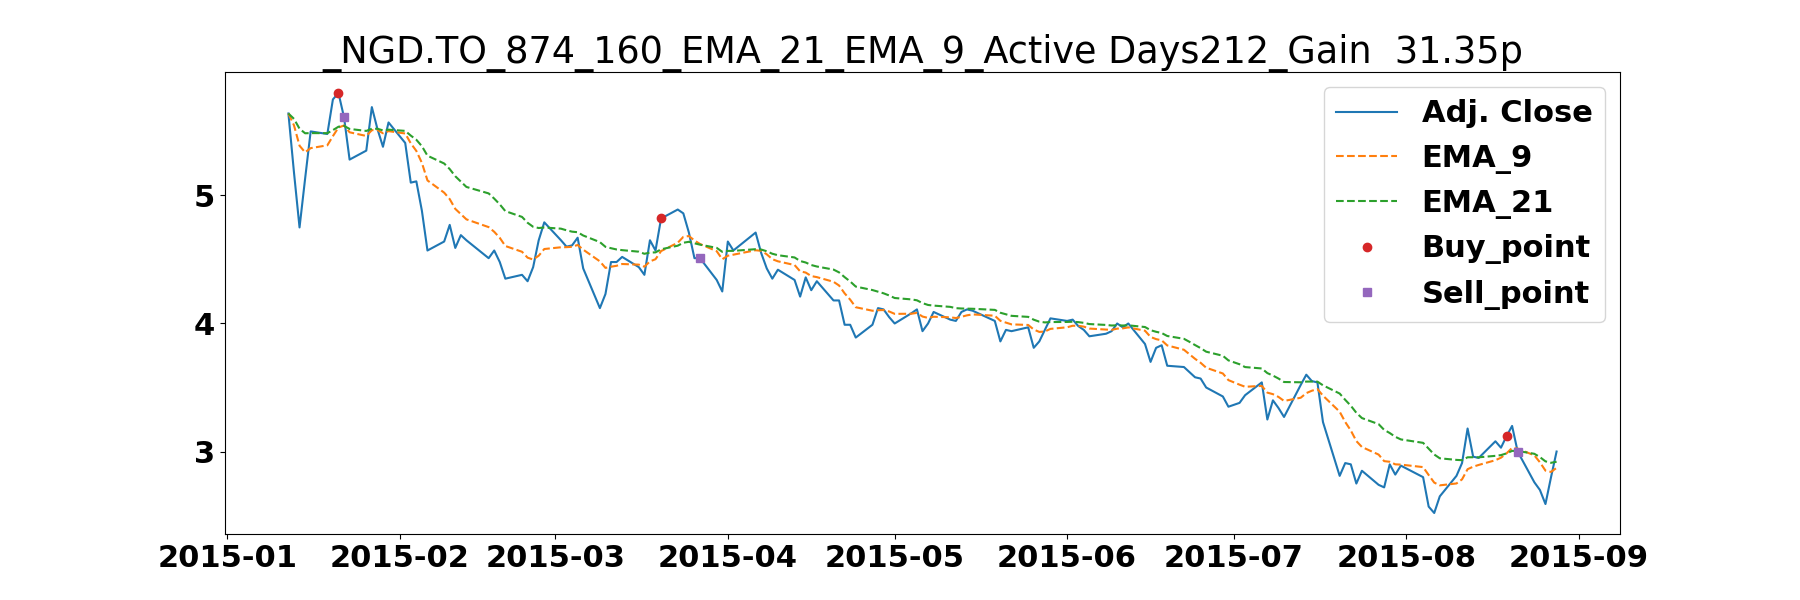 _NGD.TO_874_160_EMA_21_EMA_9_Active Days212_Gain  31.35p
Adj. Close
EMA_9
EMA_21
Buy_point
Sell_point
5
4
3
2015-01 2015-02 2015-03 2015-04 2015-05 2015-06 2015-07 2015-08 2015-09